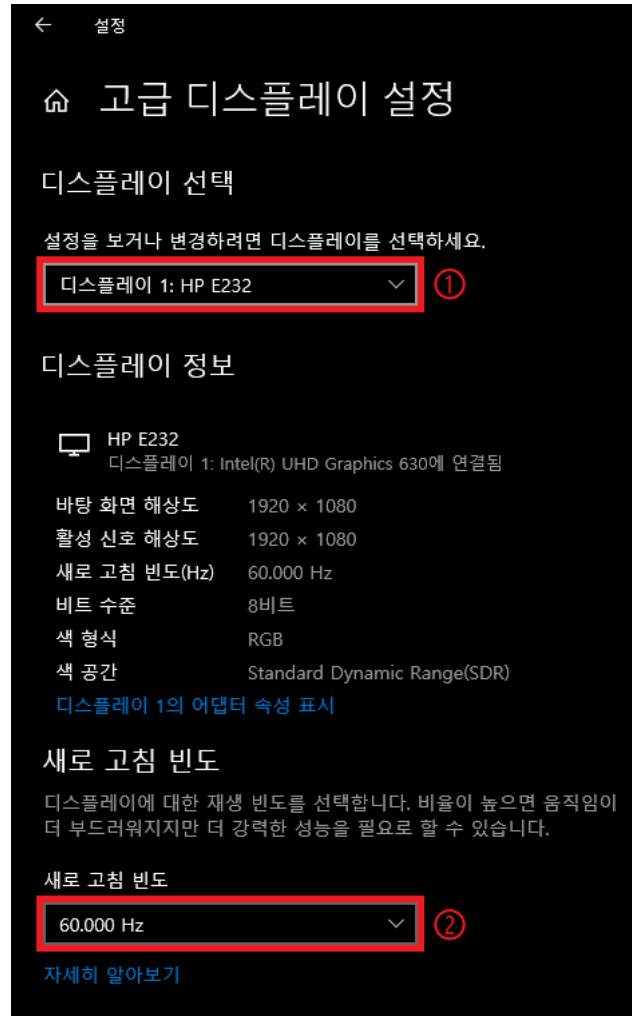 설정
고급 디스플레이 설정
디스플레이 선택
설정을 보거나 변경하려면 디스플레이를 선택하세요.
디스플레이 1: HP E232
①
디스플레이 정보
HP E232
디스플레이 1: Intel(R) UHD Graphics 630에 연결됨
바탕 화면 해상도 1920 × 1080
활성 신호 해상도 1920 × 1080
새로 고침 빈도(Hz) 60.000 Hz
비트 수준 8비트
색 형식 RGB
색 공간 Standard Dynamic Range(SDR)
디스플레이 1의 어댑터 속성 표시
새로 고침 빈도
디스플레이에 대한 재생 빈도를 선택합니다. 비율이 높으면 움직임이
더 부드러워지지만 더 강력한 성능을 필요로 할 수 있습니다.
새로 고침 빈도
60.000 Hz
②
자세히 알아보기